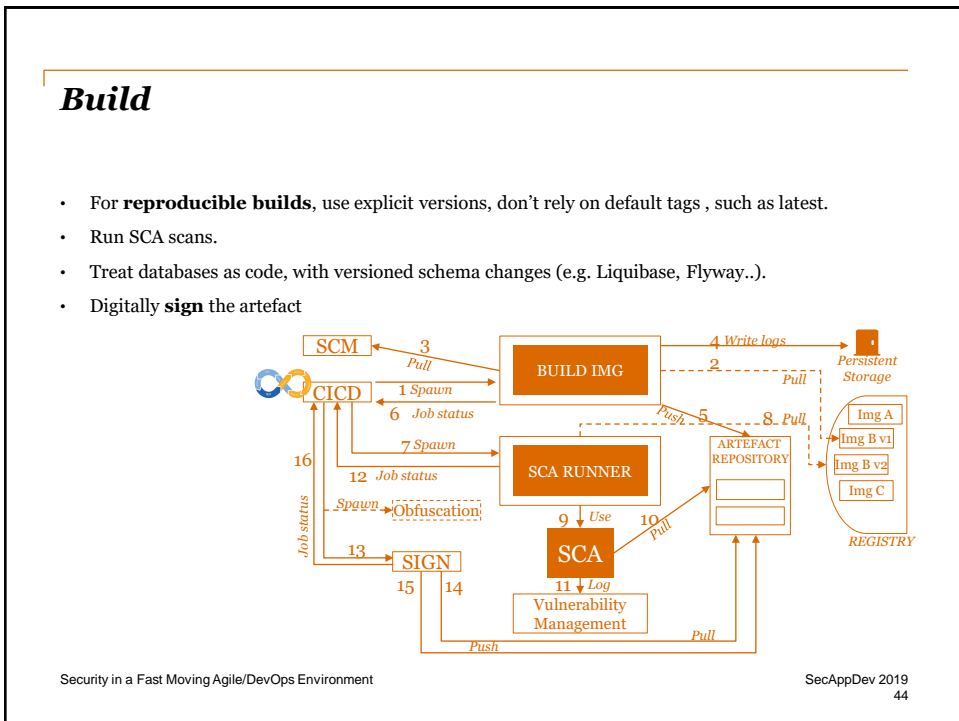 Build
• For reproducible builds, use explicit versions, don't rely on default tags , such as latest.
• Run SCA scans.
• Treat databases as code, with versioned schema changes (e.g. Liquibase, Flyway..).
• Digitally sign the artefact
SCM
3
Pull
BUILD IMG
4 Write logs
2
Pull
Persistent
Storage
CICD
1 Spawn
6 Job status
Push
5
8 Pull
Img A
Img B v1
Img B v2
Img C
REGISTRY
ARTEFACT
REPOSITORY
7 Spawn
12 Job status
SCA RUNNER
16
Job status
Spawn
Obfuscation
9 Use
10
Pull
13
SIGN
15
14
SCA
11 Log
Vulnerability
Management
Pull
Push
Security in a Fast Moving Agile/DevOps Environment
SecAppDev 2019
44